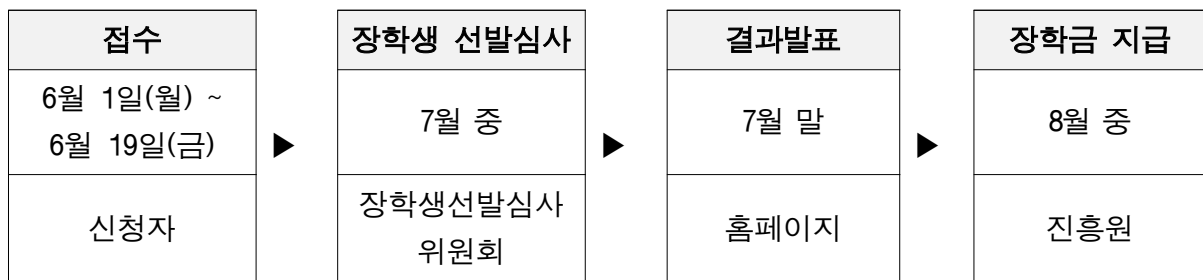 접수
6월 1일(월) ~
6월 19일(금)
신청자
▶
장학생 선발심사
7월 중
장학생선발심사
위원회
▶
결과발표
7월 말
홈페이지
▶
장학금 지급
8월 중
진흥원